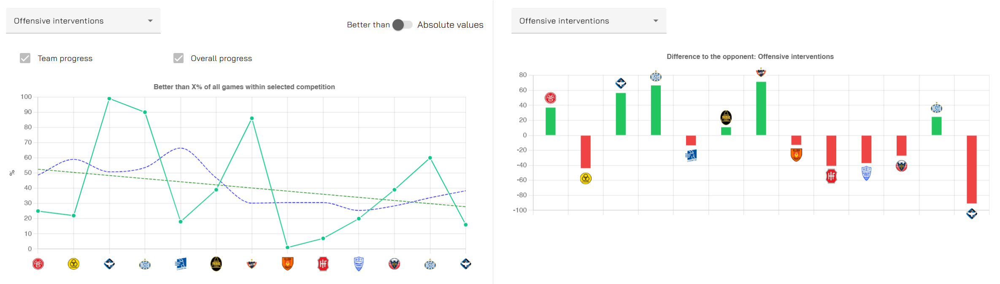 Offensive interventions
Better than
Absolute values
Team progress
Overall progress
Better than X% of all games within selected competition
100
90
80
70
60
50
40
30
20
10
0
%
Offensive interventions
Difference to the opponent: Offensive interventions
80
60
40
20
0
-20
-40
-60
-80
-100